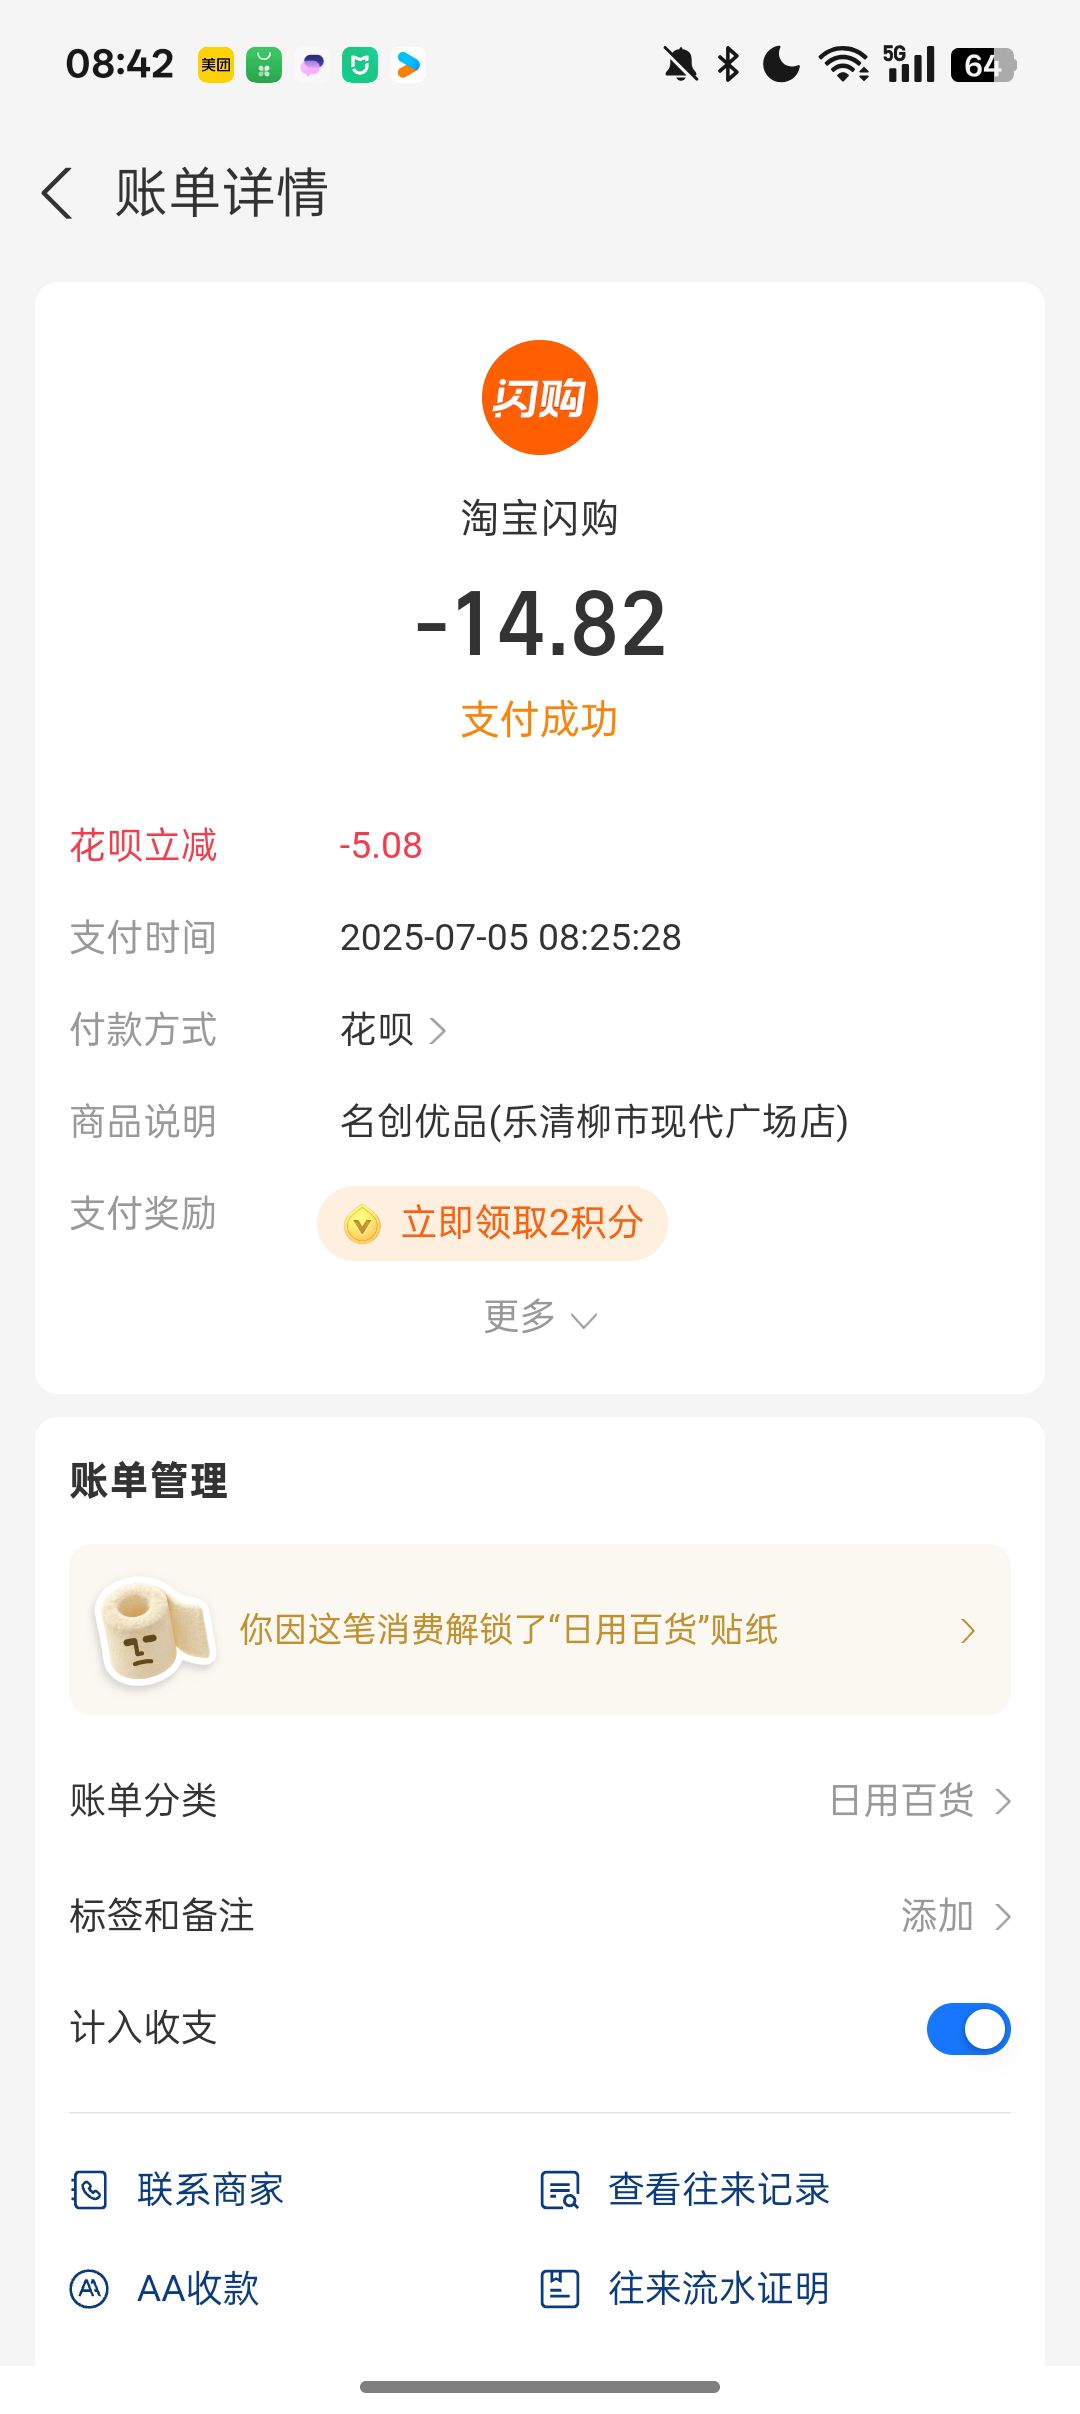 08:42 美团 5G 64
账单详情
闪购
淘宝闪购
-14.82
支付成功
花呗立减 -5.08
支付时间 2025-07-05 08:25:28
付款方式 花呗
商品说明 名创优品(乐清柳市现代广场店)
支付奖励 立即领取2积分
更多
账单管理
你因这笔消费解锁了“日用百货”贴纸
账单分类 日用百货
标签和备注 添加
计入收支
联系商家 查看往来记录
AA收款 往来流水证明